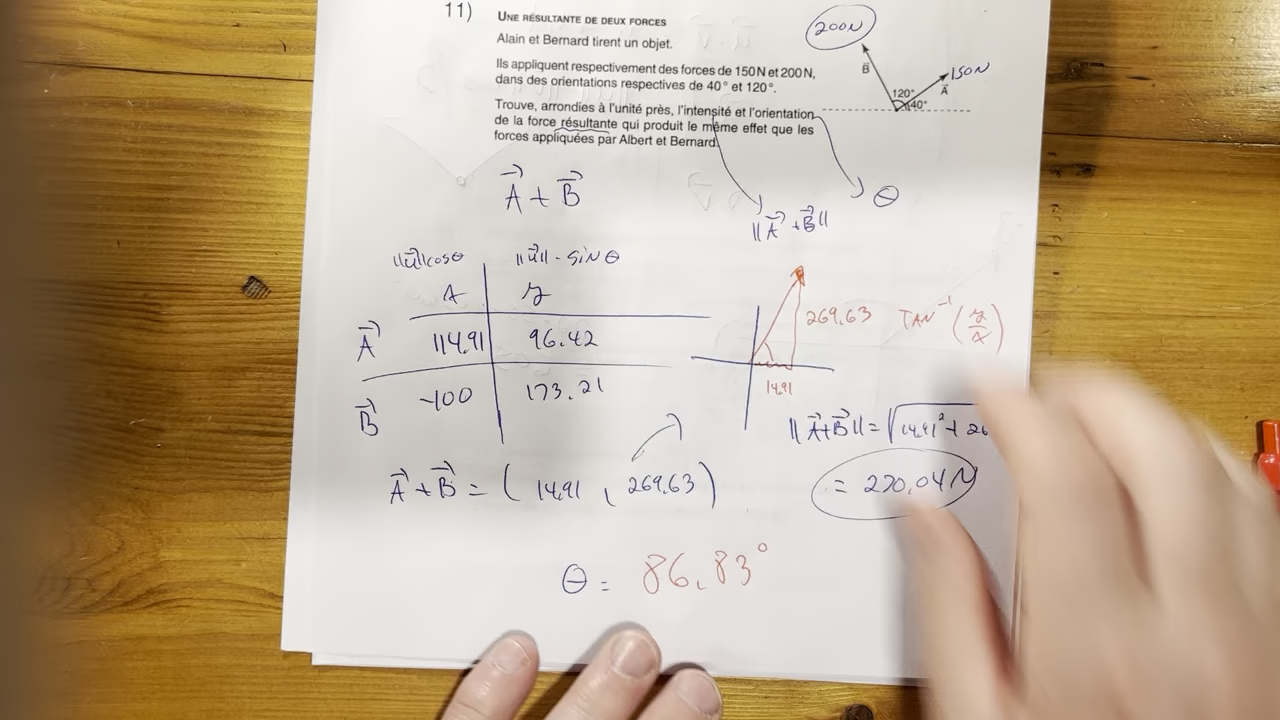 11)
UNE RÉSULTANTE DE DEUX FORCES
Alain et Bernard tirent un objet.
Ils appliquent respectivement des forces de 150 N et 200 N,
dans des orientations respectives de 40° et 120°.
Trouve, arrondies à l'unité près, l'intensité et l'orientation
de la force résultante qui produit le même effet que les
forces appliquées par Albert et Bernard.
200N
B⃗
150N
A⃗
120°
40°
A⃗ + B⃗
θ
||A⃗ + B⃗||
||u⃗|| cos θ
||u⃗|| · sin θ
x
y
A⃗ 114,91 96.42
B⃗ -100 173.21
269,63
14,91
TAN⁻¹ (y/x)
||A⃗+B⃗|| = √14,91² + 26
A⃗ + B⃗ = ( 14.91 , 269,63 )
= 270,04 N
θ = 86,83°